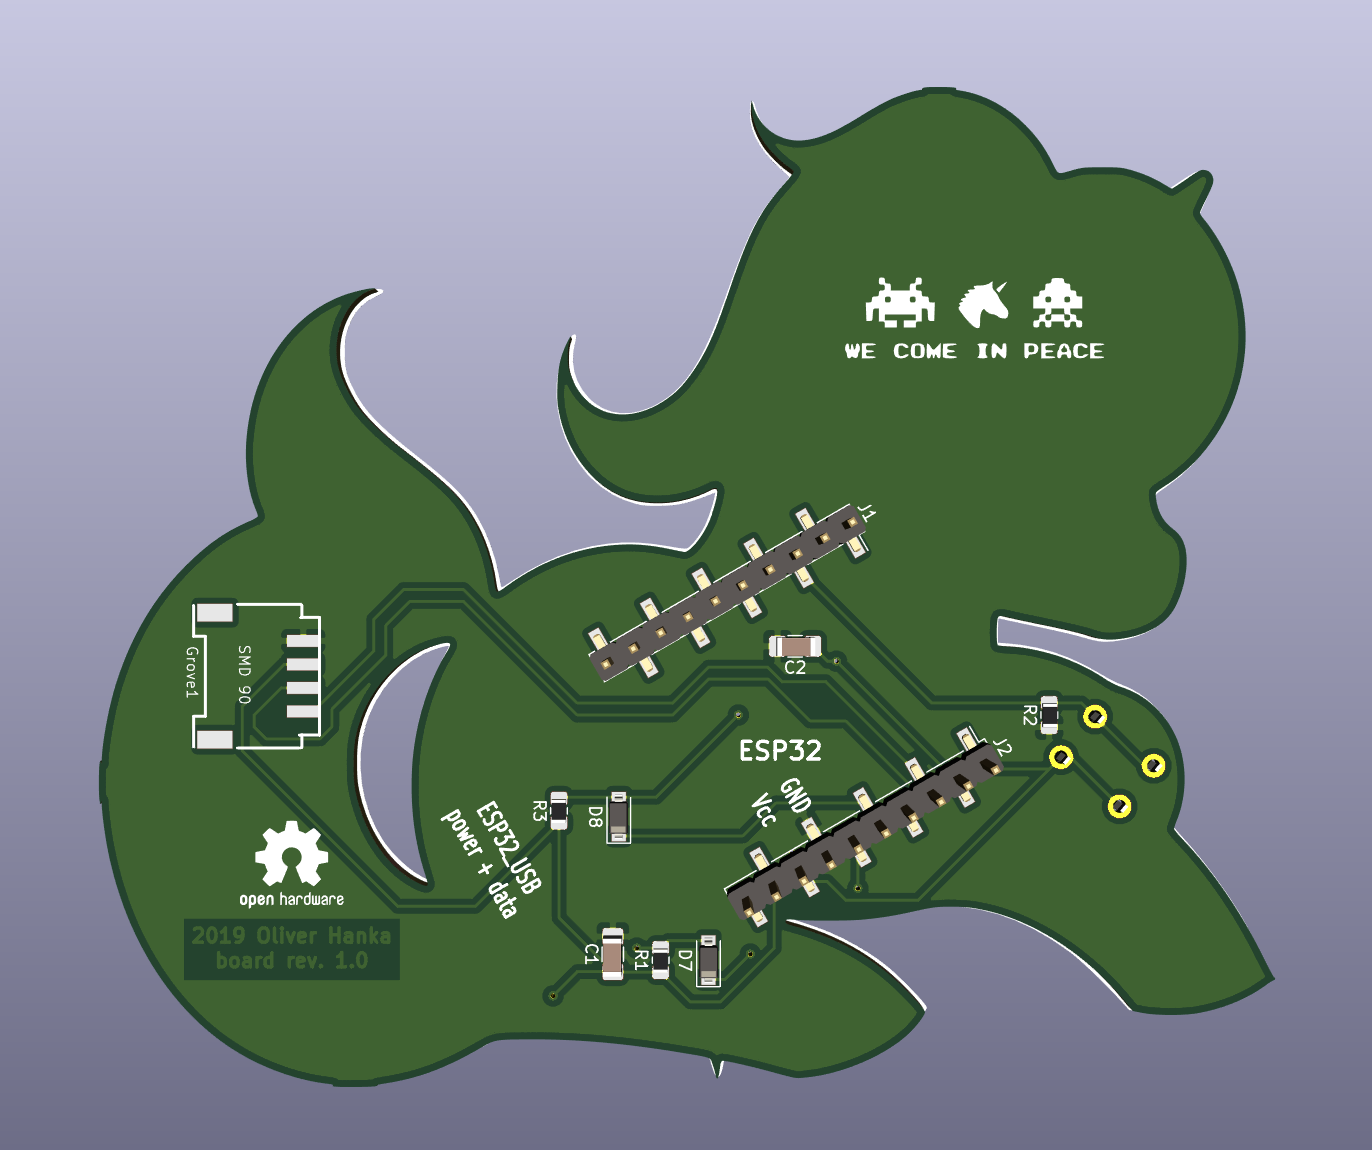 WE COME IN PEACE
J1
Grove1
SMD 90
C2
R2
J2
ESP32
GND
Vcc
R3
D8
ESP32_USB
power + data
open hardware
2019 Oliver Hanka
board rev. 1.0
C1
R1
D7